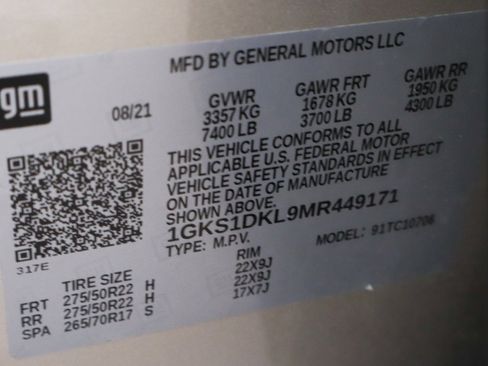 MFD BY GENERAL MOTORS LLC
gm
08/21
GVWR GAWR FRT GAWR RR
3357 KG 1678 KG 1950 KG
7400 LB 3700 LB 4300 LB
THIS VEHICLE CONFORMS TO ALL
APPLICABLE U.S. FEDERAL MOTOR
VEHICLE SAFETY STANDARDS IN EFFECT
ON THE DATE OF MANUFACTURE
SHOWN ABOVE.
1GKS1DKL9MR449171
TYPE: M.P.V. MODEL: 91TC10706
317E
TIRE SIZE RIM
FRT 275/50R22 H 22X9J
RR 275/50R22 H 22X9J
SPA 265/70R17 S 17X7J